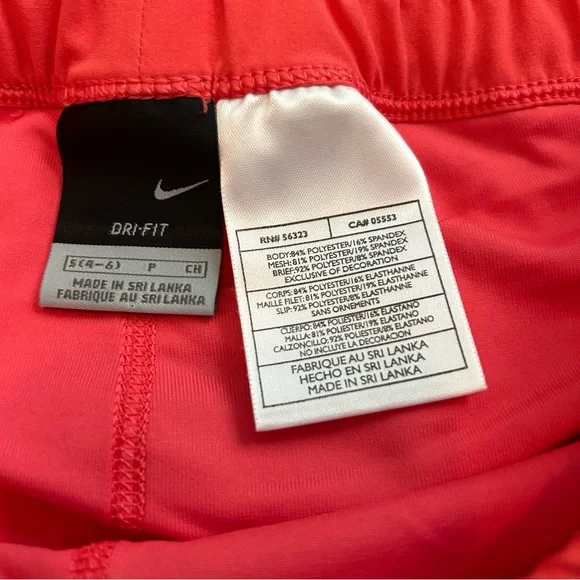 DRI-FIT
S(4-6) P CH
MADE IN SRI LANKA
FABRIQUE AU SRI LANKA
RN# 56323 CA# 05553
BODY:84% POLYESTER/16% SPANDEX
MESH: 81% POLYESTER/19% SPANDEX
BRIEF:92% POLYESTER/8% SPANDEX
EXCLUSIVE OF DECORATION
CORPS: 84% POLYESTER/16% ELASTHANNE
MAILLE FILET: 81% POLYESTER/19% ELASTHANNE
SLIP: 92% POLYESTER/8% ELASTHANNE
SANS ORNEMENTS
CUERPO: 84% POLIESTER/16% ELASTANO
MALLA: 81% POLIESTER/19% ELASTANO
CALZONCILLO: 92% POLIESTER/8% ELASTANO
NO INCLUYE LA DECORACION
FABRIQUE AU SRI LANKA
HECHO EN SRI LANKA
MADE IN SRI LANKA